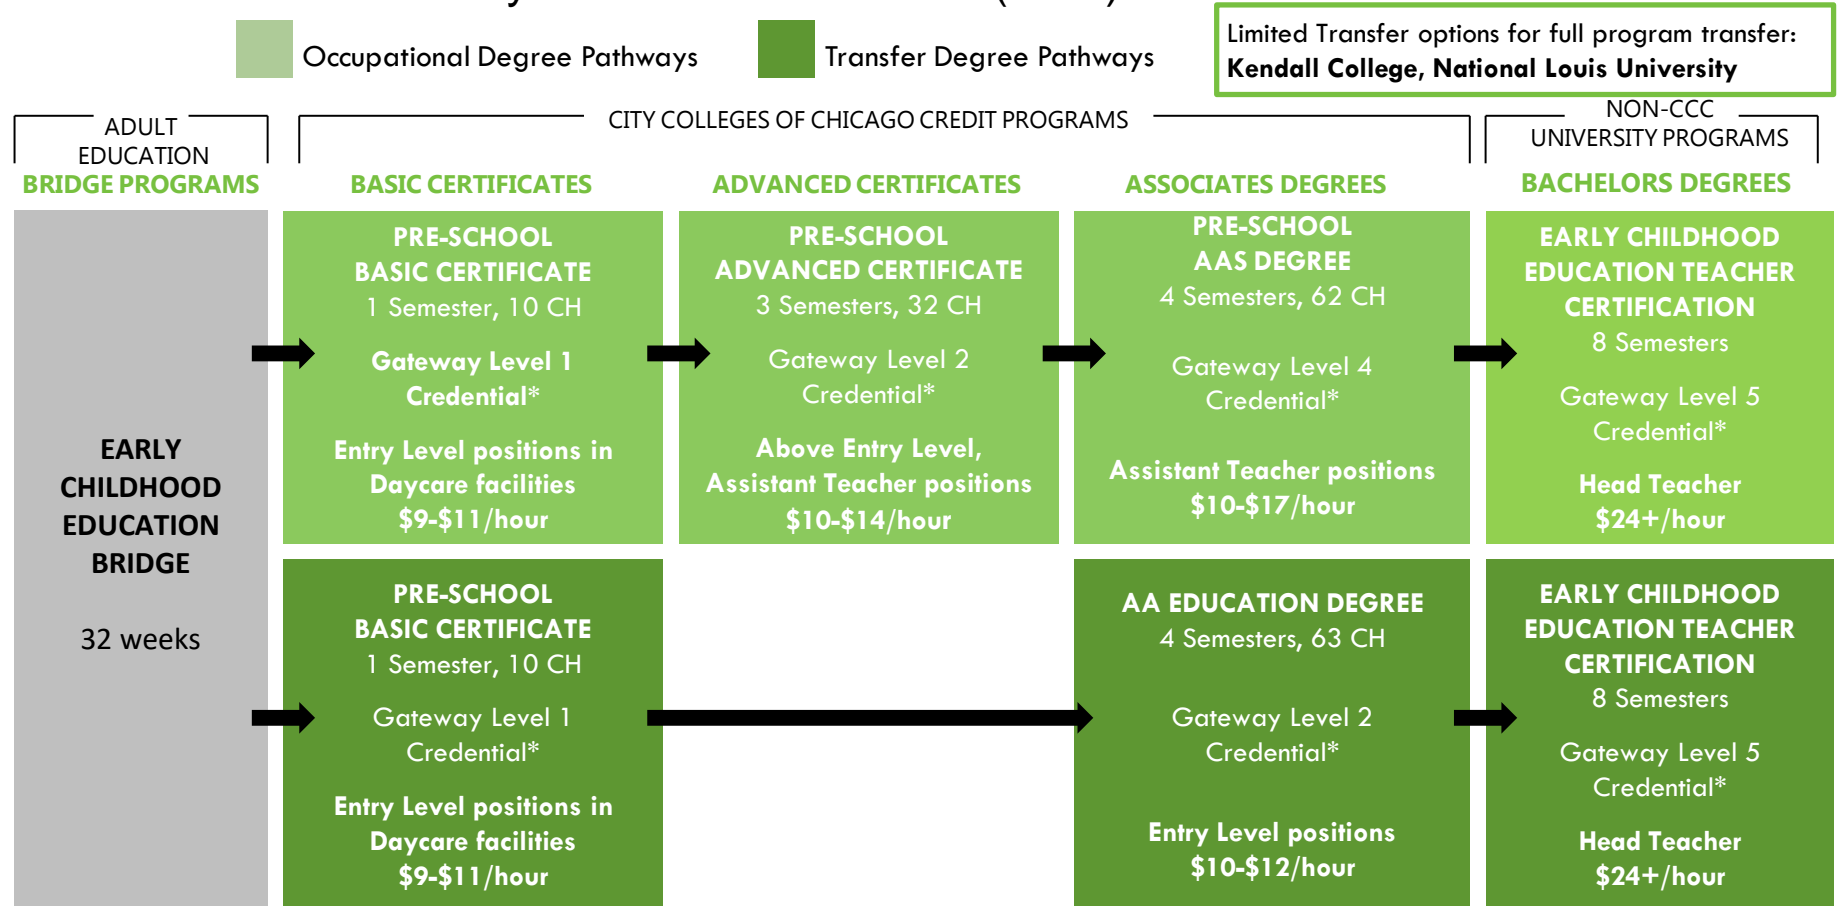 Occupational Degree Pathways
Transfer Degree Pathways
Limited Transfer options for full program transfer:
Kendall College, National Louis University
ADULT
EDUCATION
CITY COLLEGES OF CHICAGO CREDIT PROGRAMS
NON-CCC
UNIVERSITY PROGRAMS
BRIDGE PROGRAMS
BASIC CERTIFICATES
ADVANCED CERTIFICATES
ASSOCIATES DEGREES
BACHELORS DEGREES
EARLY
CHILDHOOD
EDUCATION
BRIDGE
32 weeks
PRE-SCHOOL
BASIC CERTIFICATE
1 Semester, 10 CH
Gateway Level 1
Credential*
Entry Level positions in
Daycare facilities
$9-$11/hour
PRE-SCHOOL
ADVANCED CERTIFICATE
3 Semesters, 32 CH
Gateway Level 2
Credential*
Above Entry Level,
Assistant Teacher positions
$10-$14/hour
PRE-SCHOOL
AAS DEGREE
4 Semesters, 62 CH
Gateway Level 4
Credential*
Assistant Teacher positions
$10-$17/hour
EARLY CHILDHOOD
EDUCATION TEACHER
CERTIFICATION
8 Semesters
Gateway Level 5
Credential*
Head Teacher
$24+/hour
PRE-SCHOOL
BASIC CERTIFICATE
1 Semester, 10 CH
Gateway Level 1
Credential*
Entry Level positions in
Daycare facilities
$9-$11/hour
AA EDUCATION DEGREE
4 Semesters, 63 CH
Gateway Level 2
Credential*
Entry Level positions
$10-$12/hour
EARLY CHILDHOOD
EDUCATION TEACHER
CERTIFICATION
8 Semesters
Gateway Level 5
Credential*
Head Teacher
$24+/hour